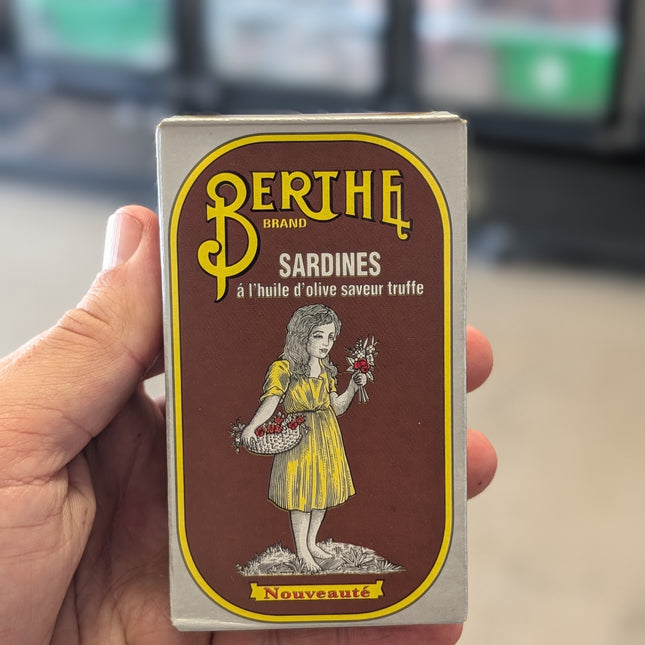 BERTHE
BRAND
SARDINES
á l'huile d'olive saveur truffe
Nouveauté